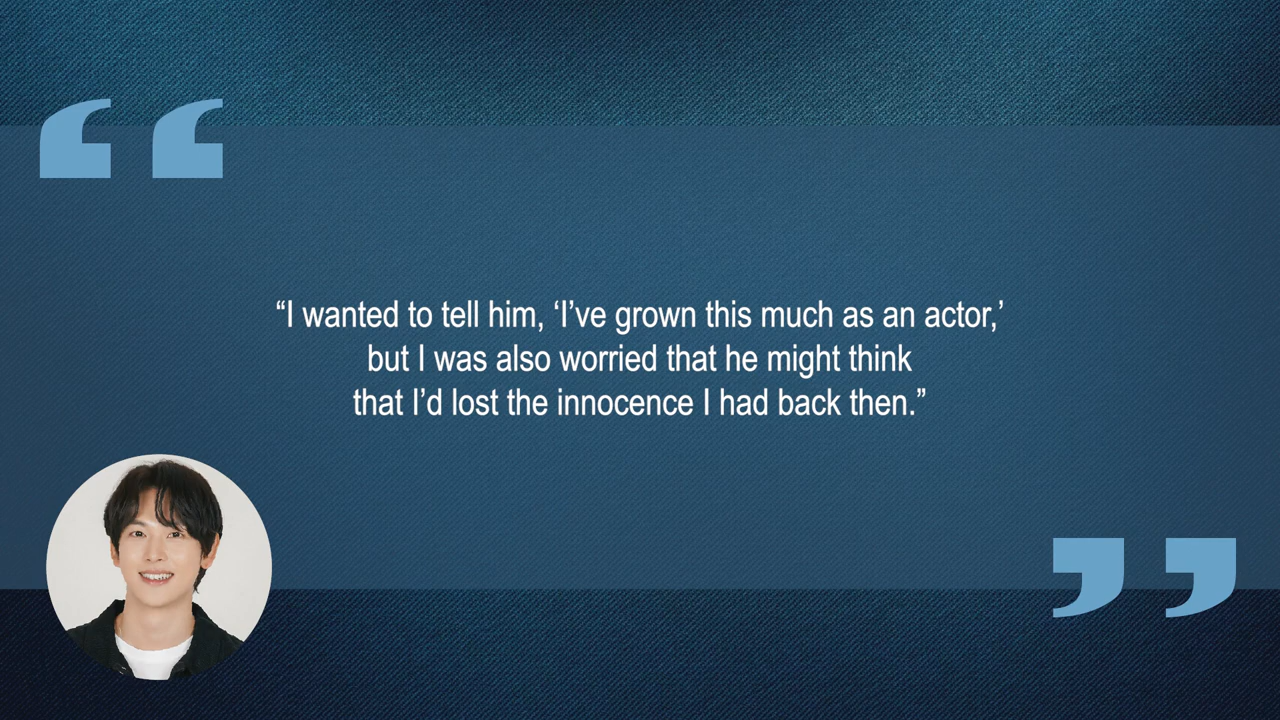 “I wanted to tell him, ‘I’ve grown this much as an actor,’
but I was also worried that he might think
that I’d lost the innocence I had back then.”